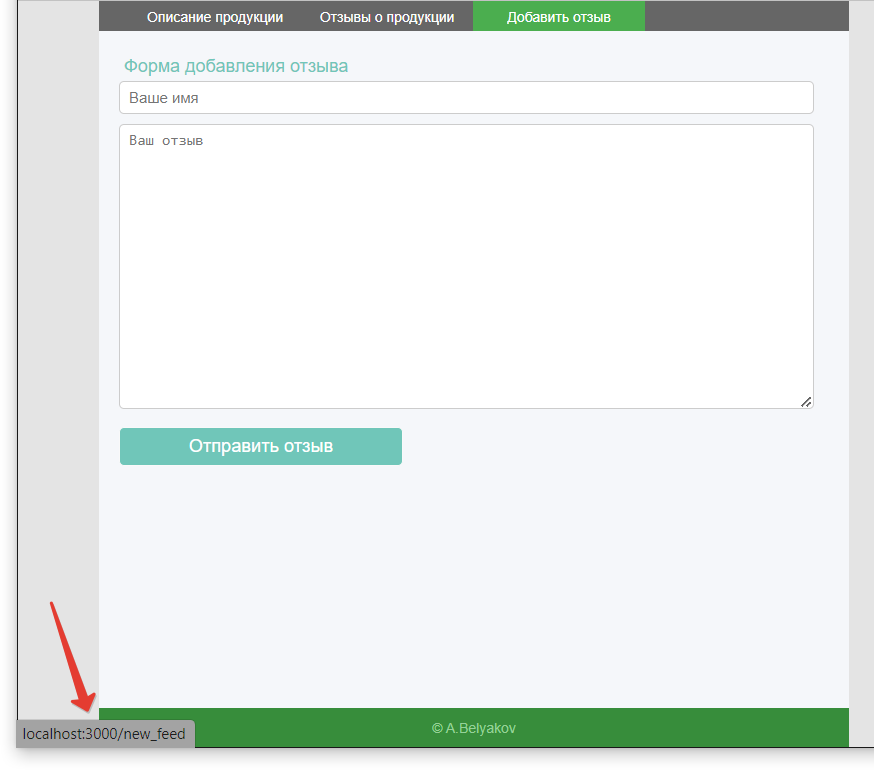 Описание продукции Отзывы о продукции Добавить отзыв
Форма добавления отзыва
Ваше имя
Ваш отзыв
Отправить отзыв
© A.Belyakov
localhost:3000/new_feed